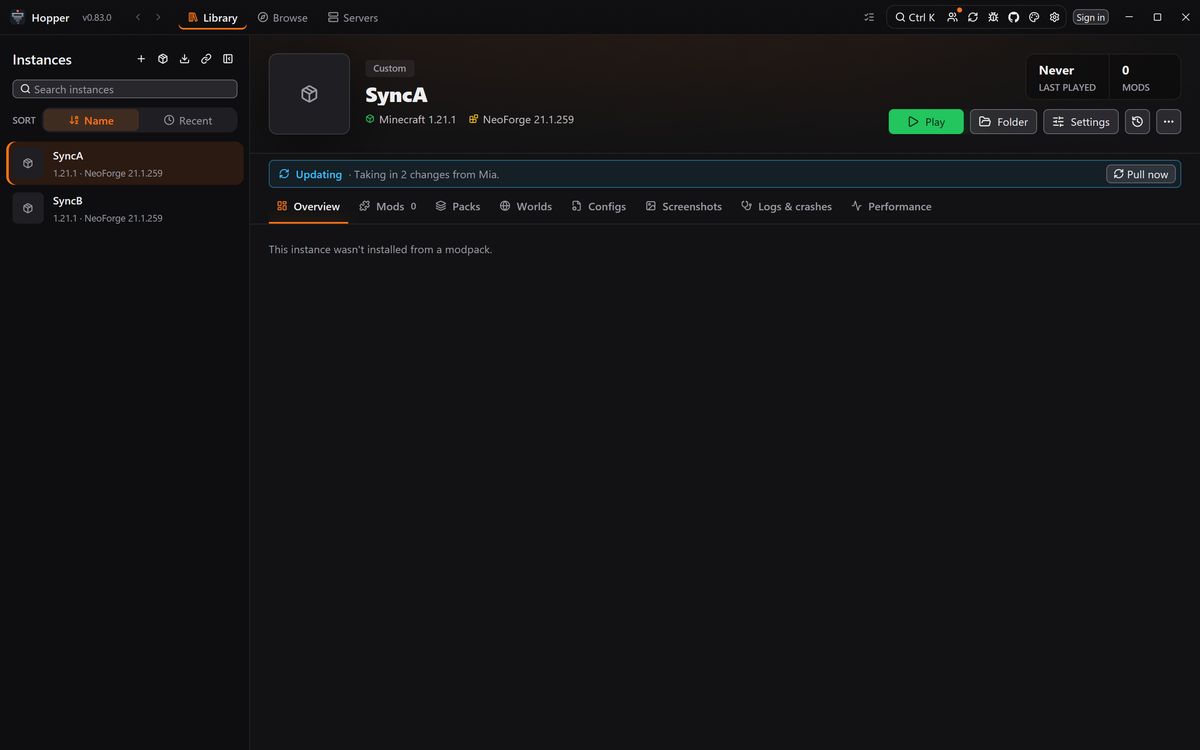 Hopper v0.83.0 Library Browse Servers Ctrl K Sign in
Instances
Search instances
SORT Name Recent
SyncA
1.21.1 · NeoForge 21.1.259
SyncB
1.21.1 · NeoForge 21.1.259
Custom
SyncA
Minecraft 1.21.1 NeoForge 21.1.259
Never
LAST PLAYED
0
MODS
Play Folder Settings
Updating · Taking in 2 changes from Mia. Pull now
Overview Mods 0 Packs Worlds Configs Screenshots Logs & crashes Performance
This instance wasn't installed from a modpack.